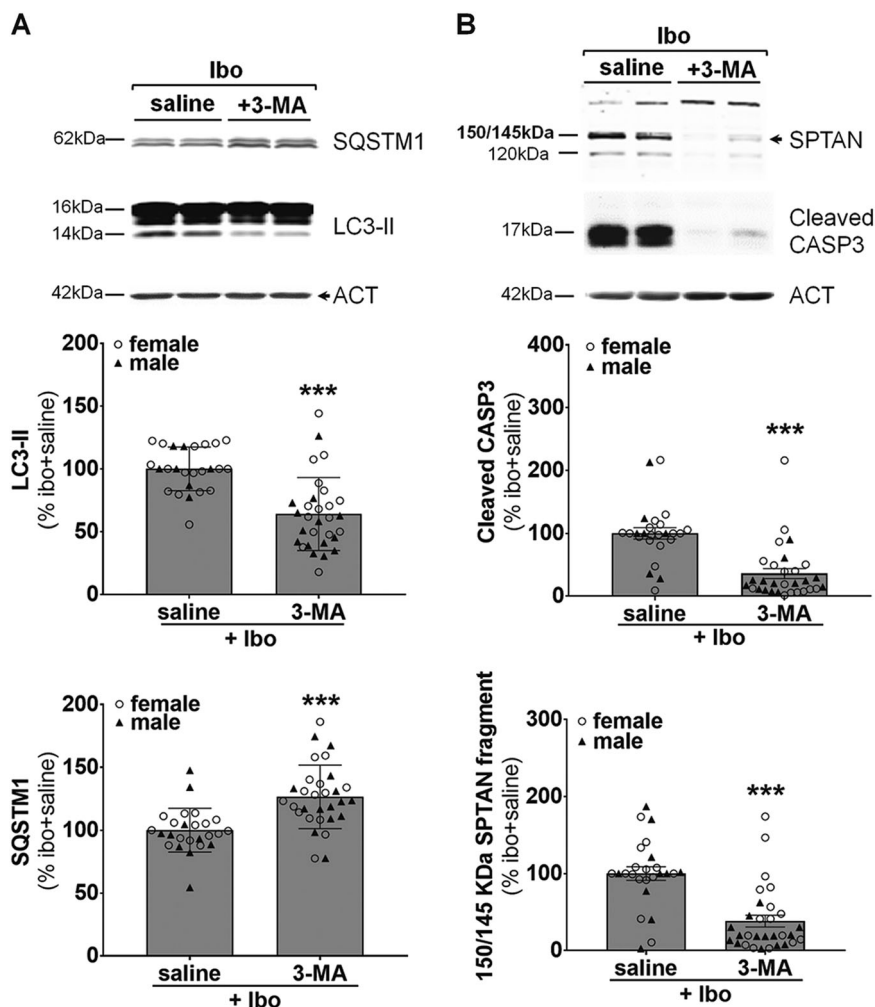 A
Ibo
saline +3-MA
62kDa
SQSTM1
16kDa
LC3-II
14kDa
42kDa
ACT
200
150
100
50
0
LC3-II
(% ibo+saline)
female
male
***
saline 3-MA
+ Ibo
200
150
100
50
0
SQSTM1
(% ibo+saline)
female
male
***
saline 3-MA
+ Ibo
B
Ibo
saline +3-MA
150/145kDa
SPTAN
120kDa
17kDa
Cleaved
CASP3
42kDa
ACT
400
300
200
100
0
Cleaved CASP3
(% ibo+saline)
female
male
***
saline 3-MA
+ Ibo
300
200
100
0
150/145 KDa SPTAN fragment
(% ibo+saline)
female
male
***
saline 3-MA
+ Ibo